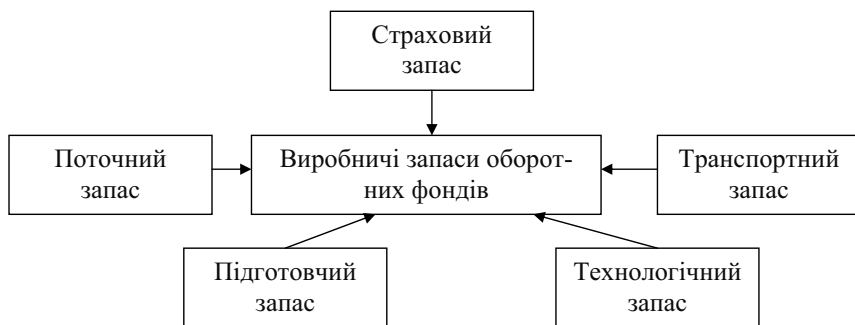 Страховий
запас
Поточний
запас
Виробничі запаси оборот-
них фондів
Транспортний
запас
Підготовчий
запас
Технологічний
запас